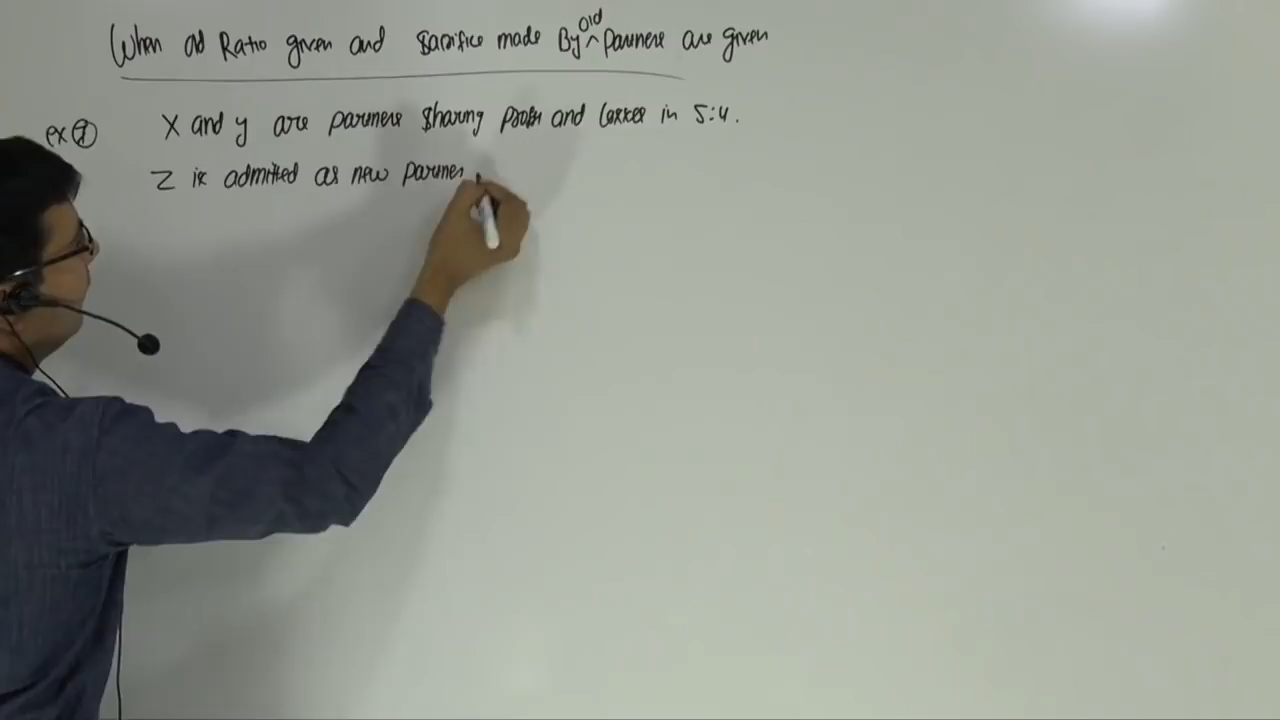 When old Ratio given and Sacrifice made By old partners are given
ex ① X and y are partners sharing profit and losses in 5:4.
Z is admitted as new partner